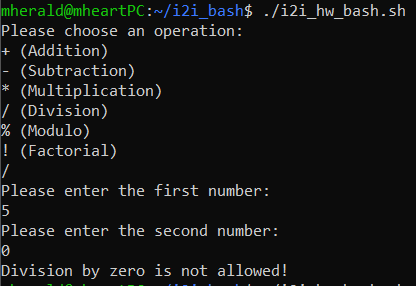 mherald@mheartPC:~/i2i_bash$ ./i2i_hw_bash.sh
Please choose an operation:
+ (Addition)
- (Subtraction)
* (Multiplication)
/ (Division)
% (Modulo)
! (Factorial)
/
Please enter the first number:
5
Please enter the second number:
0
Division by zero is not allowed!